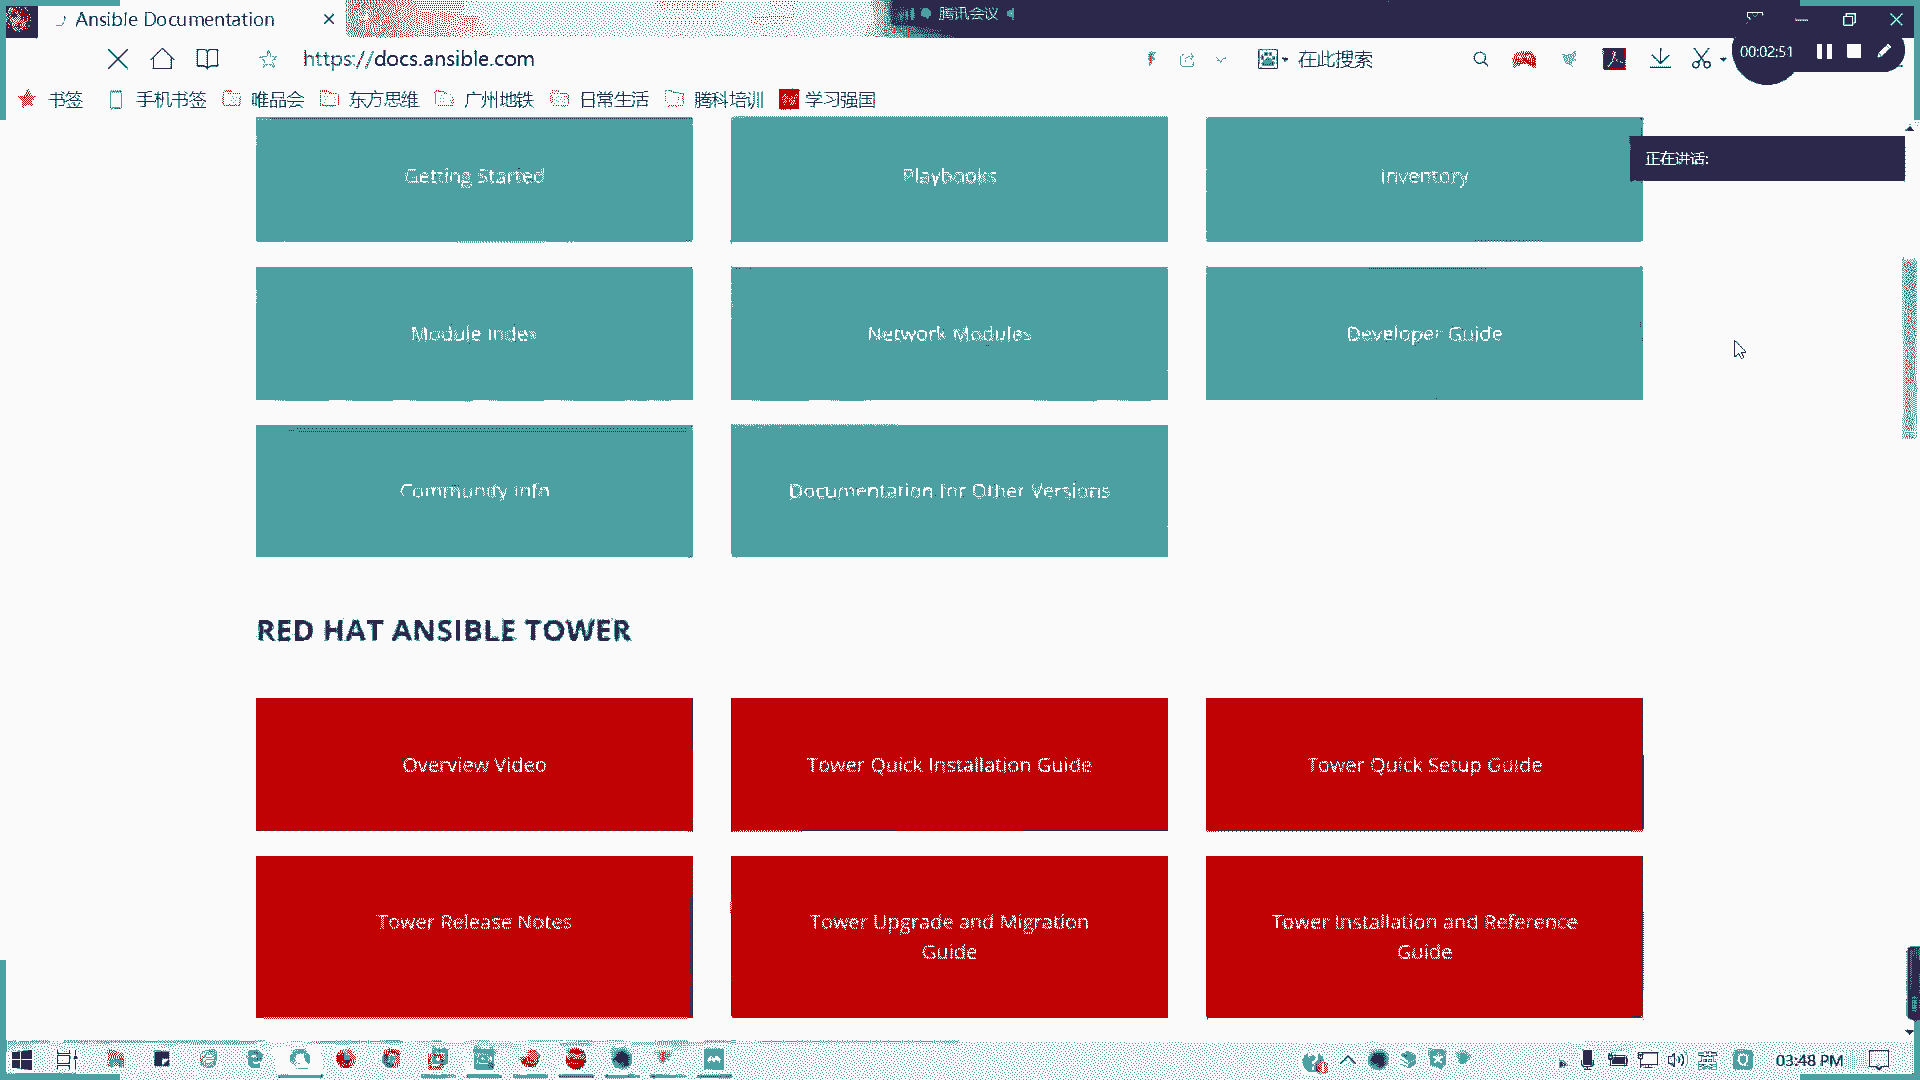 Ansible Documentation
腾讯会议
https://docs.ansible.com
在此搜索
00:02:51
书签
手机书签
唯品会
东方思维
广州地铁
日常生活
腾科培训
学习强国
正在讲话:
Getting Started
Playbooks
Inventory
Module Index
Network Modules
Developer Guide
Community Info
Documentation for Other Versions
RED HAT ANSIBLE TOWER
Overview Video
Tower Quick Installation Guide
Tower Quick Setup Guide
Tower Release Notes
Tower Upgrade and Migration
Guide
Tower Installation and Reference
Guide
英
03:48 PM